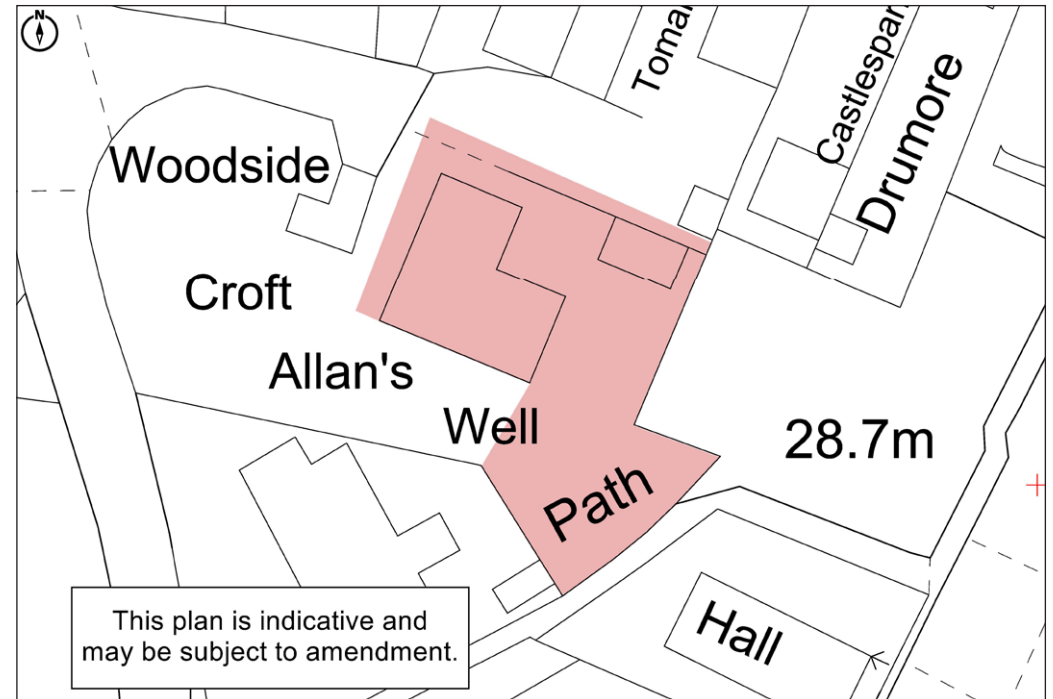 N
Woodside
Croft
Allan's
Well
Path
28.7m
Hall
Castlespar
Drumore
This plan is indicative and
may be subject to amendment.